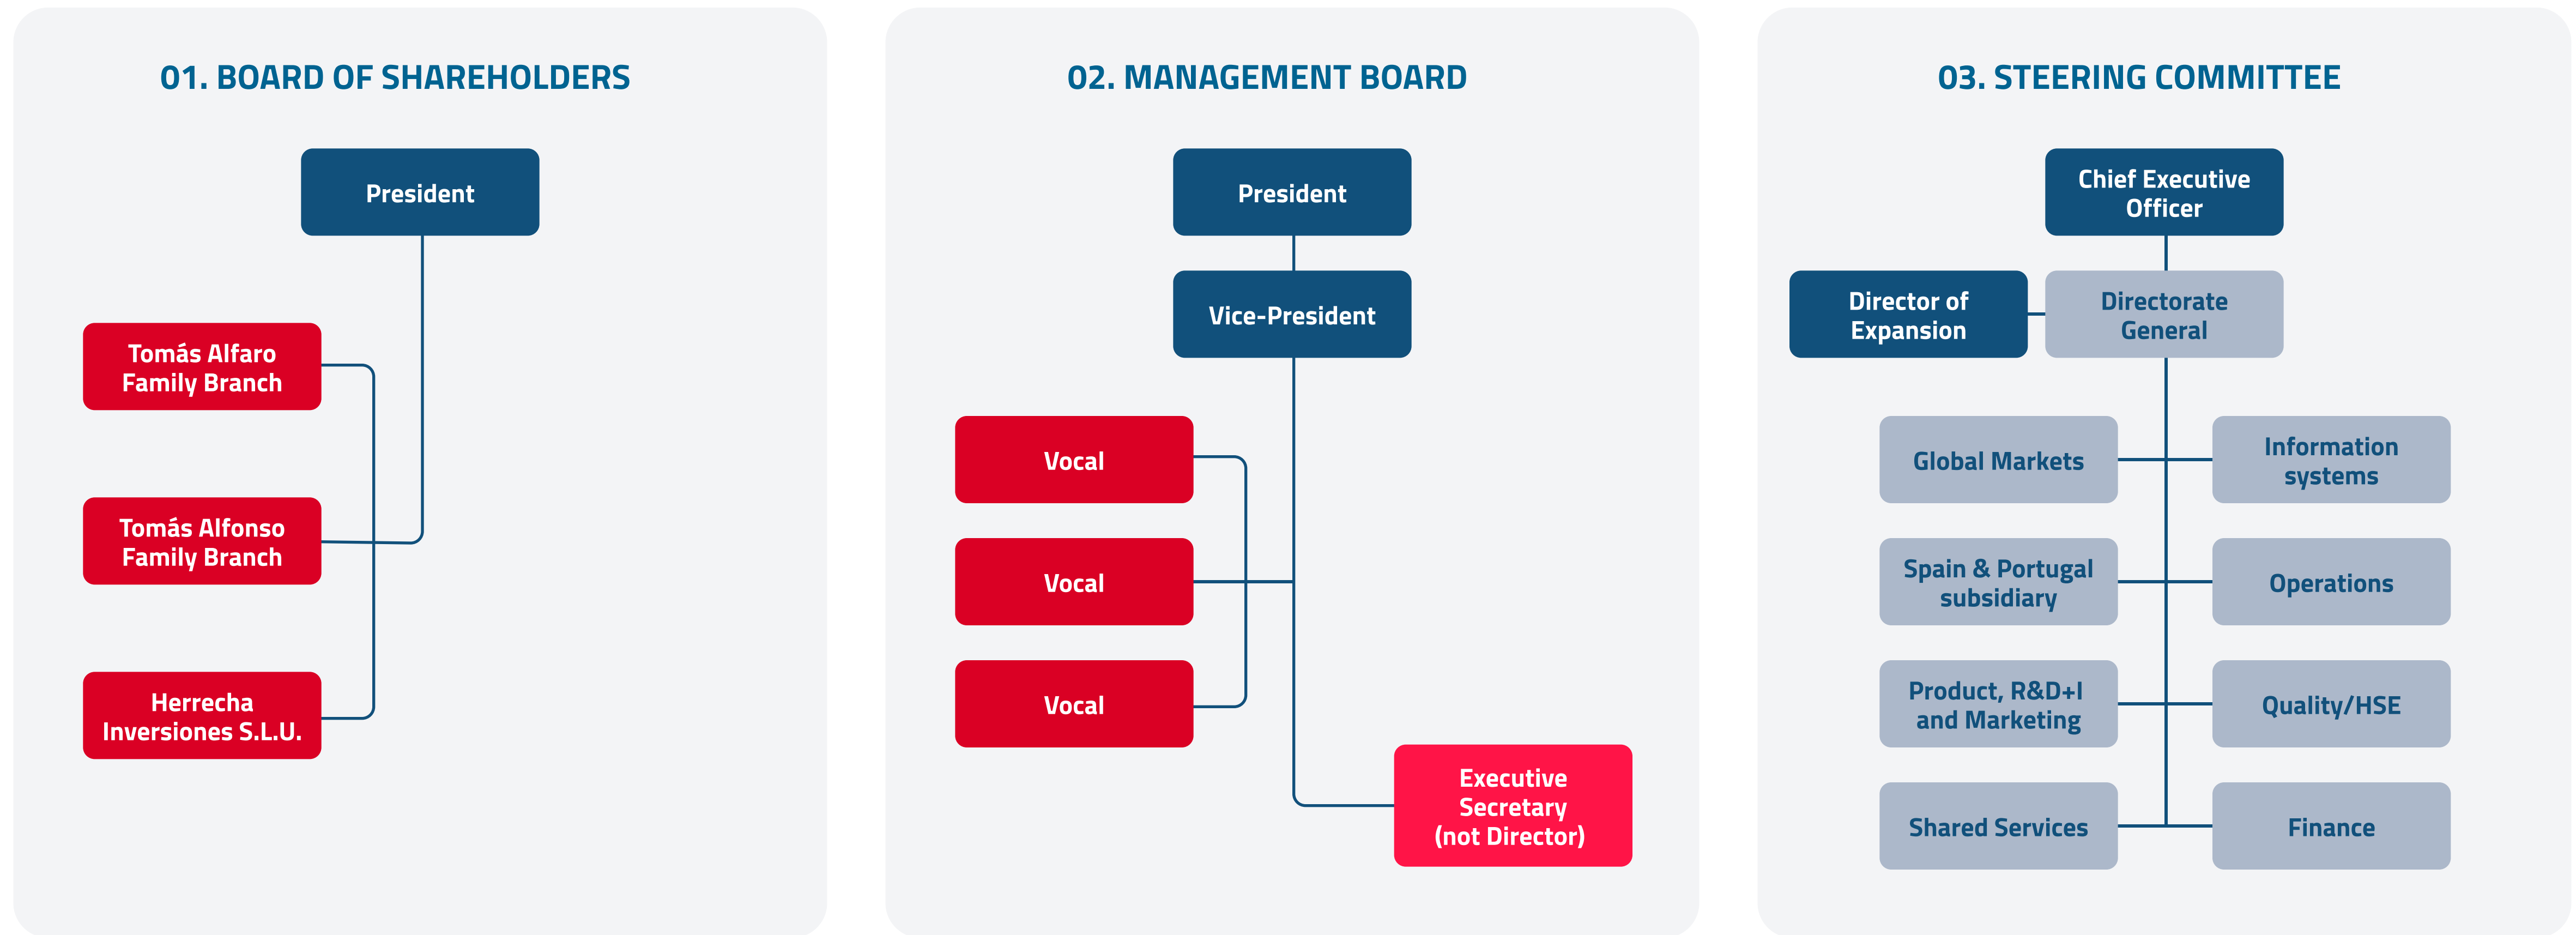 01. BOARD OF SHAREHOLDERS
President
Tomás Alfaro
Family Branch
Tomás Alfonso
Family Branch
Herrecha
Inversiones S.L.U.
02. MANAGEMENT BOARD
President
Vice-President
Vocal
Vocal
Vocal
Executive
Secretary
(not Director)
03. STEERING COMMITTEE
Chief Executive
Officer
Director of
Expansion
Directorate
General
Global Markets
Information
systems
Spain & Portugal
subsidiary
Operations
Product, R&D+I
and Marketing
Quality/HSE
Shared Services
Finance